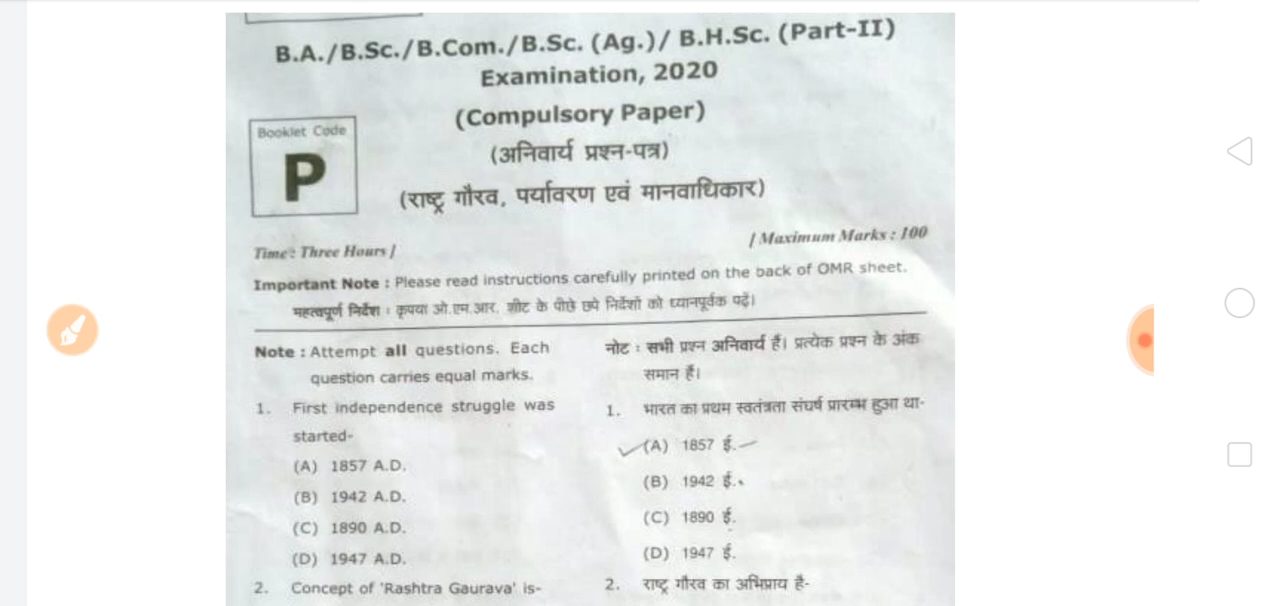 B.A./B.Sc./B.Com./B.Sc. (Ag.)/ B.H.Sc. (Part-II)
Examination, 2020
(Compulsory Paper)
(अनिवार्य प्रश्न-पत्र)
(राष्ट्र गौरव, पर्यावरण एवं मानवाधिकार)
Booklet Code
P
Time : Three Hours ]
[ Maximum Marks : 100
Important Note : Please read instructions carefully printed on the back of OMR sheet.
महत्वपूर्ण निर्देश : कृपया ओ.एम.आर. शीट के पीछे छपे निर्देशों को ध्यानपूर्वक पढ़ें।
Note : Attempt all questions. Each
question carries equal marks.
1. First independence struggle was
started-
(A) 1857 A.D.
(B) 1942 A.D.
(C) 1890 A.D.
(D) 1947 A.D.
2. Concept of 'Rashtra Gaurava' is-
नोट : सभी प्रश्न अनिवार्य हैं। प्रत्येक प्रश्न के अंक
समान हैं।
1. भारत का प्रथम स्वतंत्रता संघर्ष प्रारम्भ हुआ था-
(A) 1857 ई.
(B) 1942 ई.
(C) 1890 ई.
(D) 1947 ई.
2. राष्ट्र गौरव का अभिप्राय है-